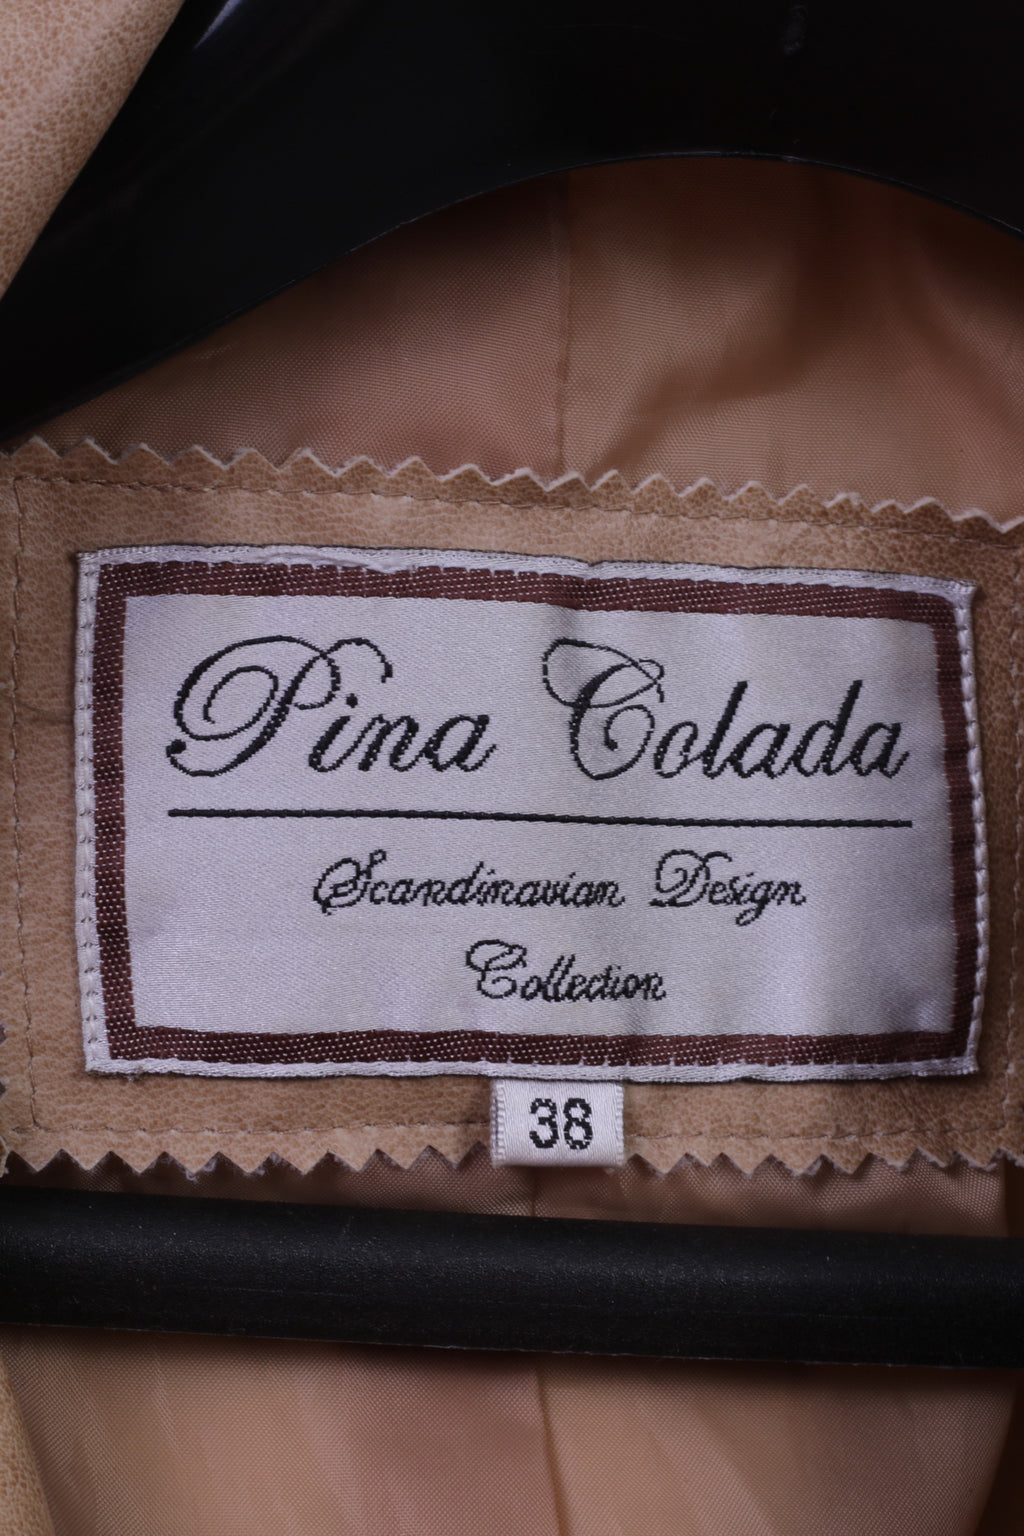 Pina Colada
Scandinavian Design
Collection
38